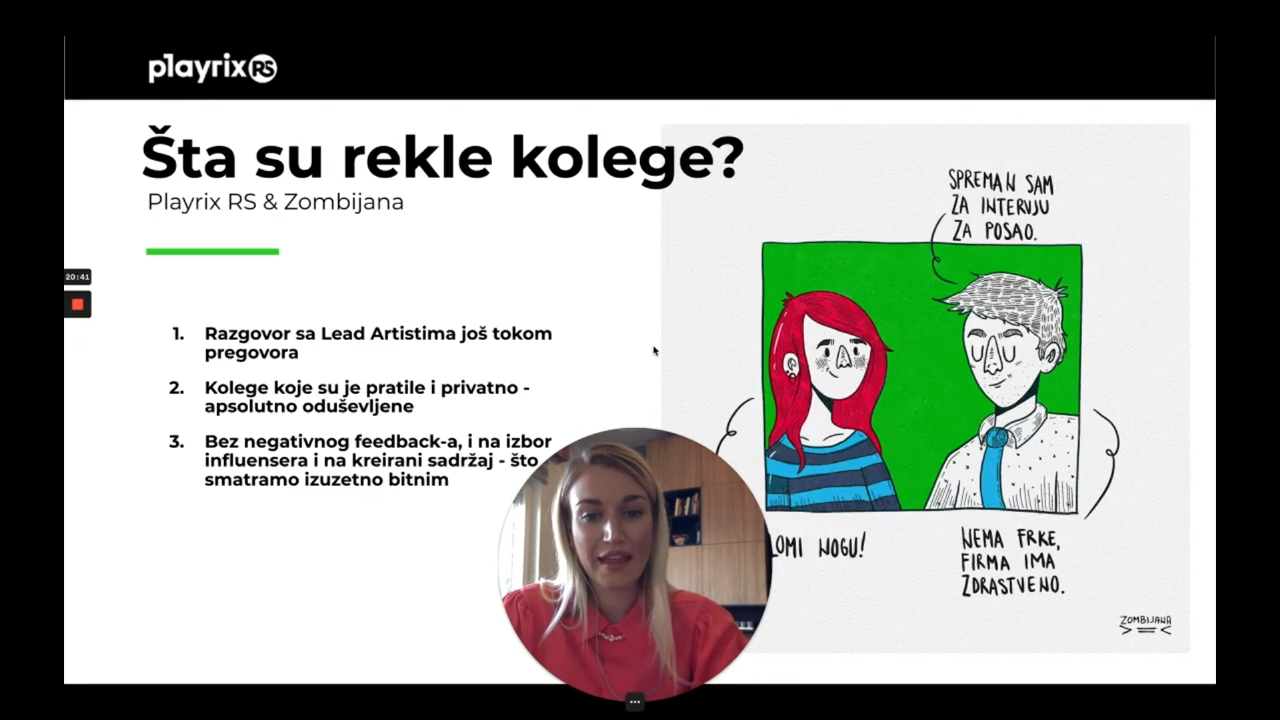 playrix RS
Šta su rekle kolege?
Playrix RS & Zombijana
20:41
1. Razgovor sa Lead Artistima još tokom
pregovora
2. Kolege koje su je pratile i privatno -
apsolutno oduševljene
3. Bez negativnog feedback-a, i na izbor
influensera i na kreirani sadržaj - što
smatramo izuzetno bitnim
SPREMAN SAM
ZA INTERVJU
ZA POSAO.
LOMI NOGU!
NEMA FRKE,
FIRMA IMA
ZDRASTVENO.
ZOMBIJANA